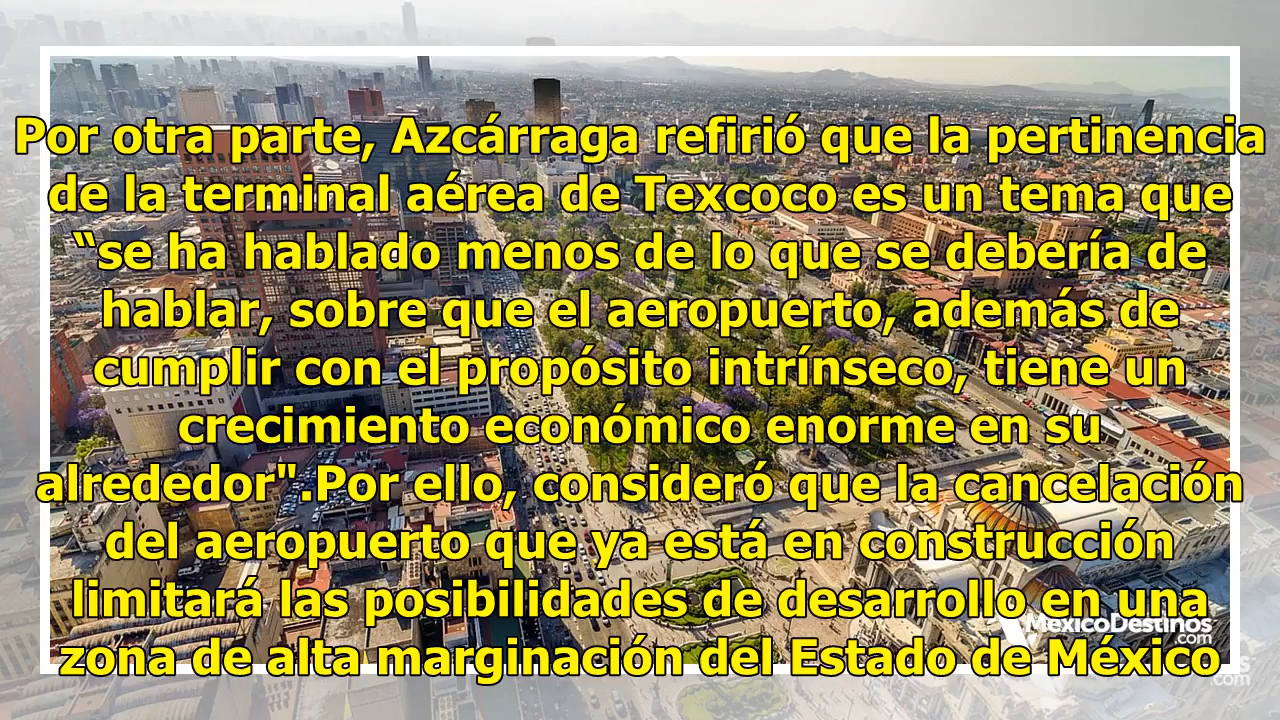 Por otra parte, Azcárraga refirió que la pertinencia
de la terminal aérea de Texcoco es un tema que
“se ha hablado menos de lo que se debería de
hablar, sobre que el aeropuerto, además de
cumplir con el propósito intrínseco, tiene un
crecimiento económico enorme en su
alrededor".Por ello, consideró que la cancelación
del aeropuerto que ya está en construcción
limitará las posibilidades de desarrollo en una
zona de alta marginación del Estado de México
MexicoDestinos
.com
.com